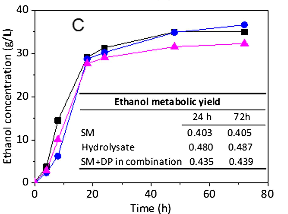 C
Ethanol concentration (g/L)
40
30
20
10
0
Ethanol metabolic yield
24 h 72h
SM 0.403 0.405
Hydrolysate 0.480 0.487
SM+DP in combination 0.435 0.439
0 20 40 60 80
Time (h)